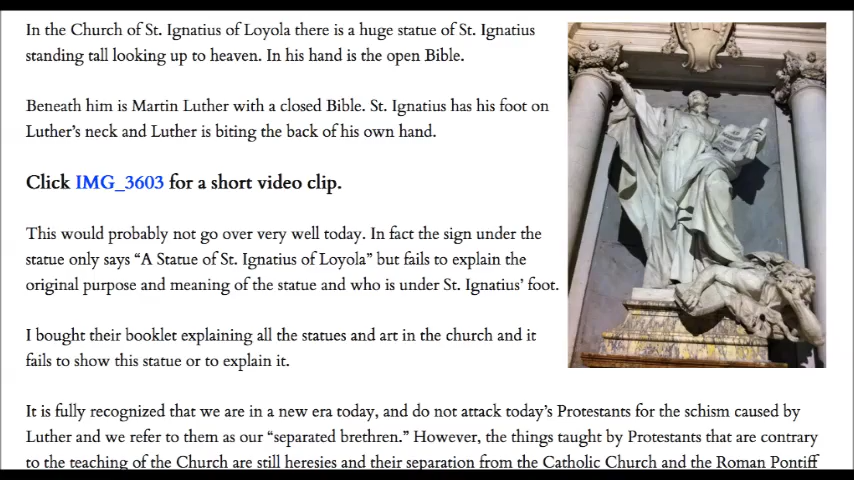 In the Church of St. Ignatius of Loyola there is a huge statue of St. Ignatius
standing tall looking up to heaven. In his hand is the open Bible.
Beneath him is Martin Luther with a closed Bible. St. Ignatius has his foot on
Luther's neck and Luther is biting the back of his own hand.
Click IMG_3603 for a short video clip.
This would probably not go over very well today. In fact the sign under the
statue only says “A Statue of St. Ignatius of Loyola” but fails to explain the
original purpose and meaning of the statue and who is under St. Ignatius' foot.
I bought their booklet explaining all the statues and art in the church and it
fails to show this statue or to explain it.
It is fully recognized that we are in a new era today, and do not attack today's Protestants for the schism caused by
Luther and we refer to them as our “separated brethren.” However, the things taught by Protestants that are contrary
to the teaching of the Church are still heresies and their separation from the Catholic Church and the Roman Pontiff